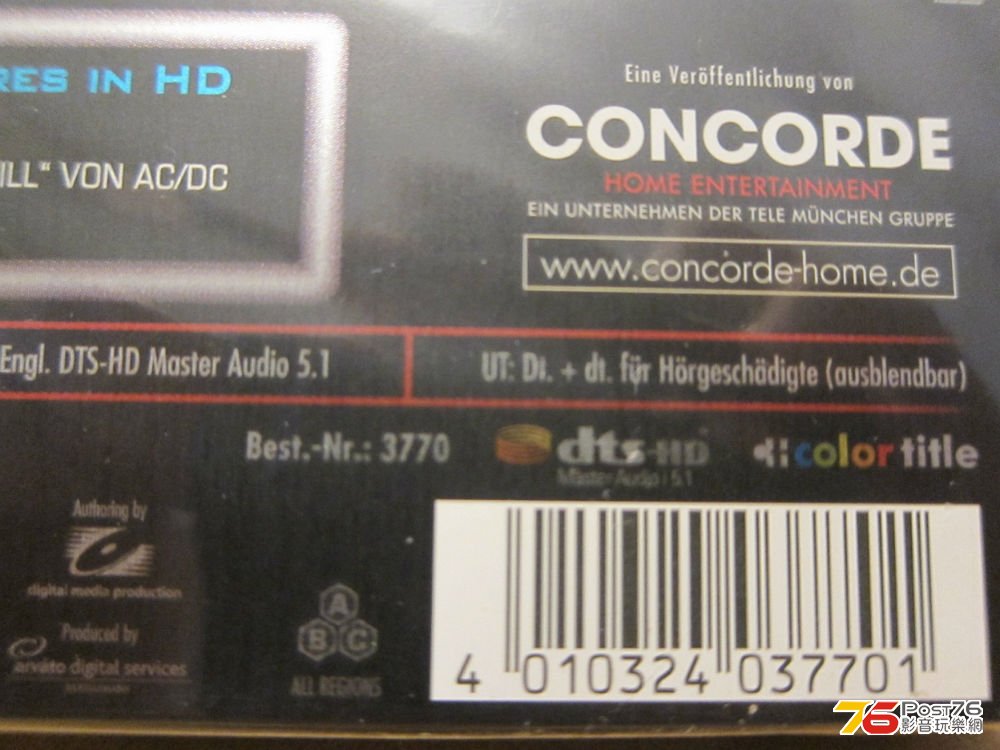 RES IN HD
ILL“ VON AC/DC
Eine Veröffentlichung von
CONCORDE
HOME ENTERTAINMENT
EIN UNTERNEHMEN DER TELE MÜNCHEN GRUPPE
www.concorde-home.de
Engl. DTS-HD Master Audio 5.1
UT: Dt. + dt. für Hörgeschädigte (ausblendbar)
Best.-Nr.: 3770
dts-HD
Master Audio 5.1
color title
Authoring by
digital media production
Produced by
arvato digital services
A
B C
ALL REGIONS
4 010324 037701
76 Post76
影音玩樂網